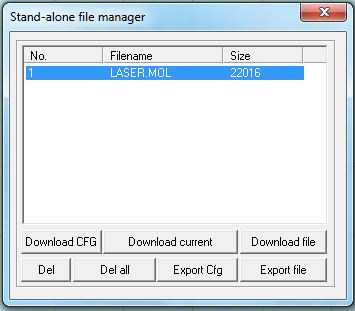 Stand-alone file manager
No. Filename Size
1 LASER.MOL 22016
Download CFG Download current Download file
Del Del all Export Cfg Export file